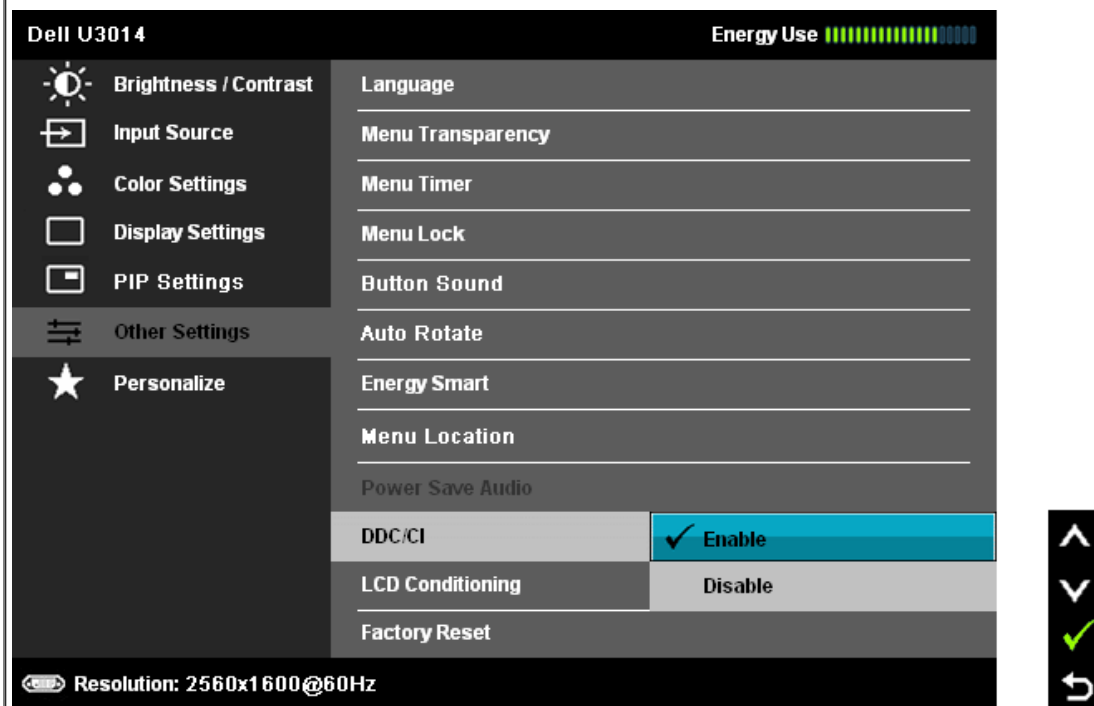 Dell U3014
Energy Use
Brightness / Contrast
Input Source
Color Settings
Display Settings
PIP Settings
Other Settings
Personalize
Language
Menu Transparency
Menu Timer
Menu Lock
Button Sound
Auto Rotate
Energy Smart
Menu Location
Power Save Audio
DDC/CI
Enable
Disable
LCD Conditioning
Factory Reset
Resolution: 2560x1600@60Hz